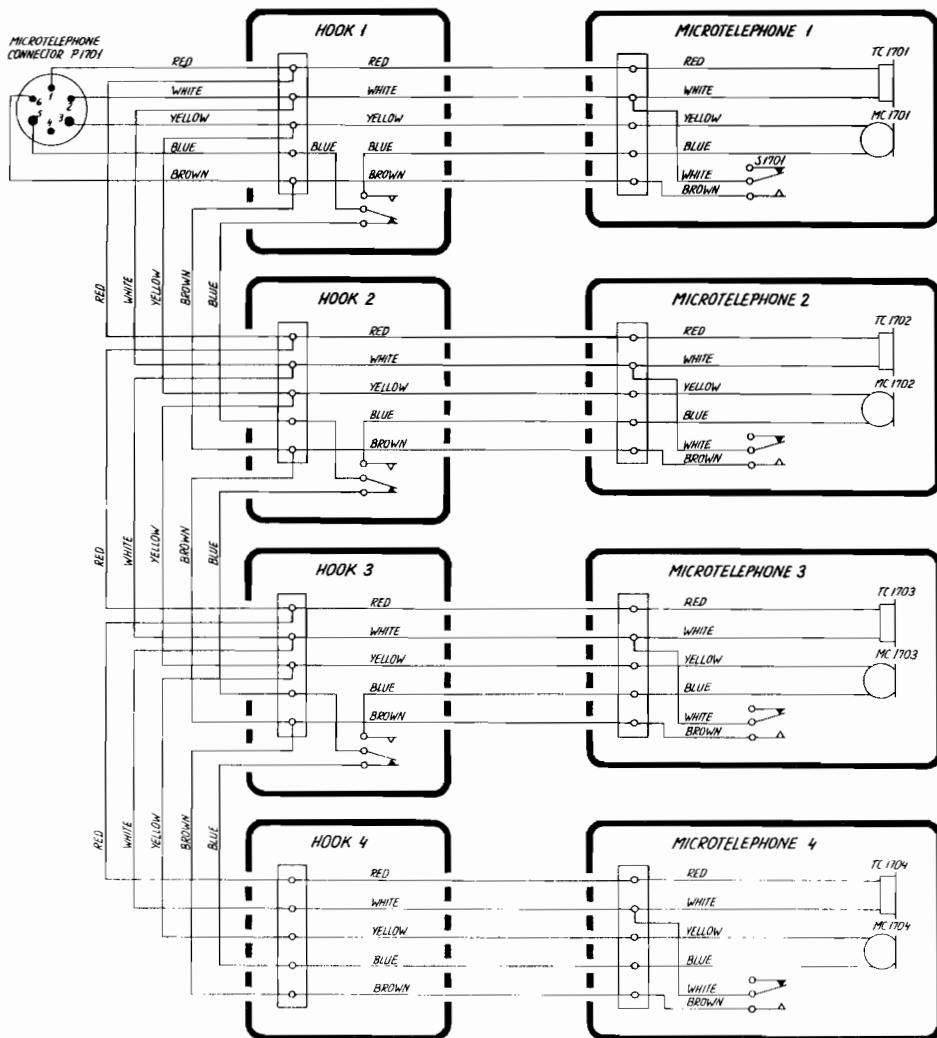 HOOK 1
MICROTELEPHONE 1
MICROTELEPHONE
CONNECTOR P1701
TC 1701
RED
RED
RED
WHITE
WHITE
WHITE
6
1
2
5
4
3
YELLOW
YELLOW
YELLOW
MC 1701
BLUE
BLUE
BLUE
S1701
BROWN
BROWN
WHITE
BROWN
RED
WHITE
YELLOW
BROWN
BLUE
HOOK 2
MICROTELEPHONE 2
TC 1702
RED
RED
WHITE
WHITE
MC 1702
YELLOW
YELLOW
BLUE
BLUE
BROWN
WHITE
BROWN
RED
WHITE
YELLOW
BROWN
BLUE
HOOK 3
MICROTELEPHONE 3
TC 1703
RED
RED
WHITE
WHITE
MC 1703
YELLOW
YELLOW
BLUE
BLUE
BROWN
WHITE
BROWN
RED
WHITE
YELLOW
BROWN
BLUE
HOOK 4
MICROTELEPHONE 4
TC 1704
RED
RED
WHITE
WHITE
MC 1704
YELLOW
YELLOW
BLUE
BLUE
BROWN
WHITE
BROWN